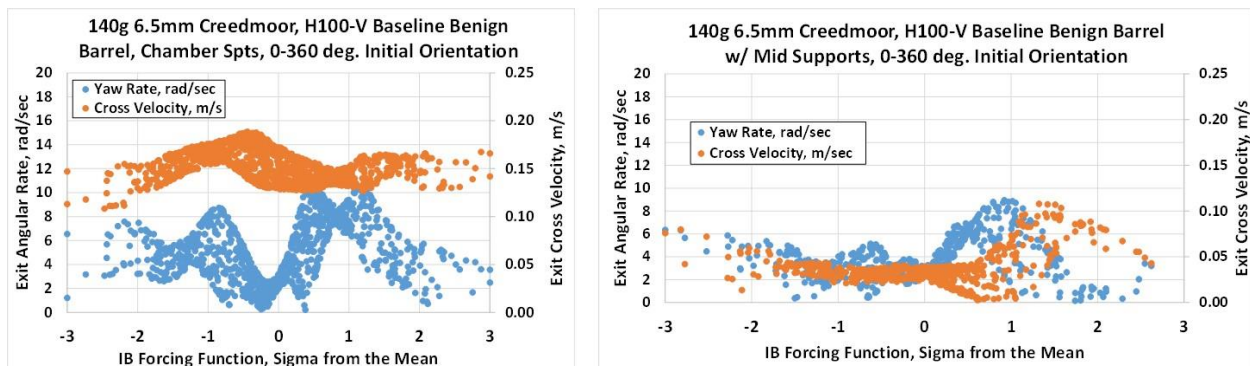 140g 6.5mm Creedmoor, H100-V Baseline Benign
Barrel, Chamber Spts, 0-360 deg. Initial Orientation
20
18
16
14
12
10
8
6
4
2
0
Exit Angular Rate, rad/sec
Yaw Rate, rad/sec
Cross Velocity, m/s
0.25
0.20
0.15
0.10
0.05
0.00
Exit Cross Velocity, m/s
-3 -2 -1 0 1 2 3
IB Forcing Function, Sigma from the Mean
140g 6.5mm Creedmoor, H100-V Baseline Benign Barrel
w/ Mid Supports, 0-360 deg. Initial Orientation
20
18
16
14
12
10
8
6
4
2
0
Exit Angular Rate, rad/sec
Yaw Rate, rad/sec
Cross Velocity, m/sec
0.25
0.20
0.15
0.10
0.05
0.00
Exit Cross Velocity, m/s
-3 -2 -1 0 1 2 3
IB Forcing Function, Sigma from the Mean